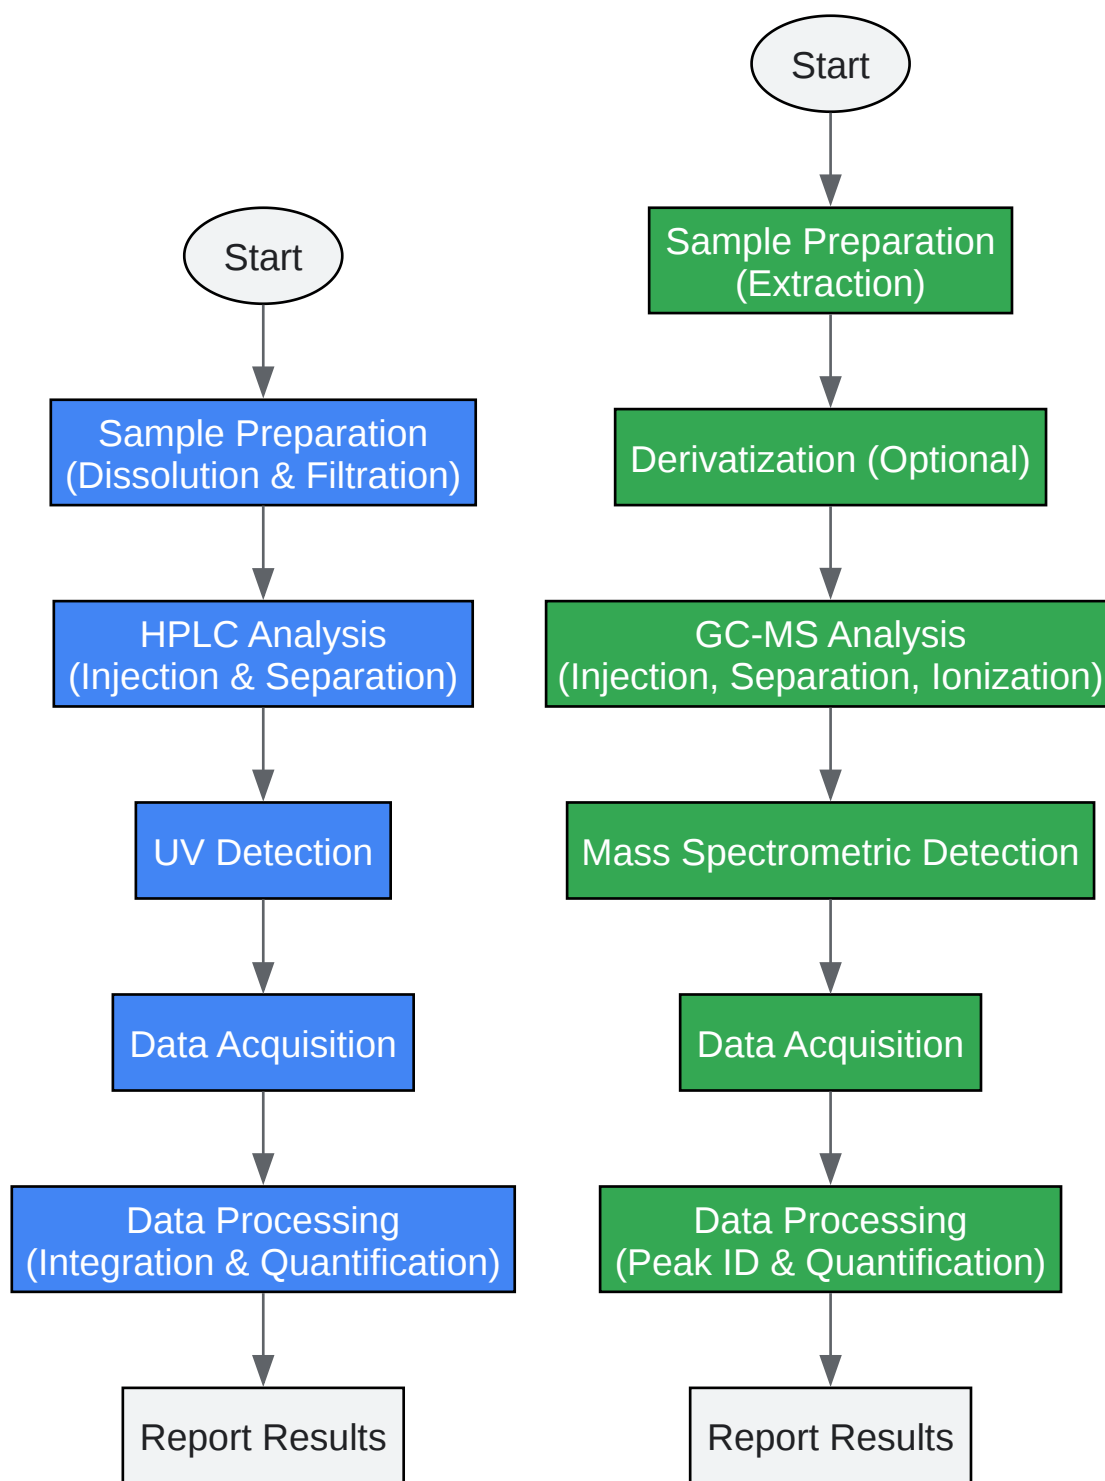 Start
Sample Preparation
(Dissolution & Filtration)
HPLC Analysis
(Injection & Separation)
UV Detection
Data Acquisition
Data Processing
(Integration & Quantification)
Report Results
Start
Sample Preparation
(Extraction)
Derivatization (Optional)
GC-MS Analysis
(Injection, Separation, Ionization)
Mass Spectrometric Detection
Data Acquisition
Data Processing
(Peak ID & Quantification)
Report Results